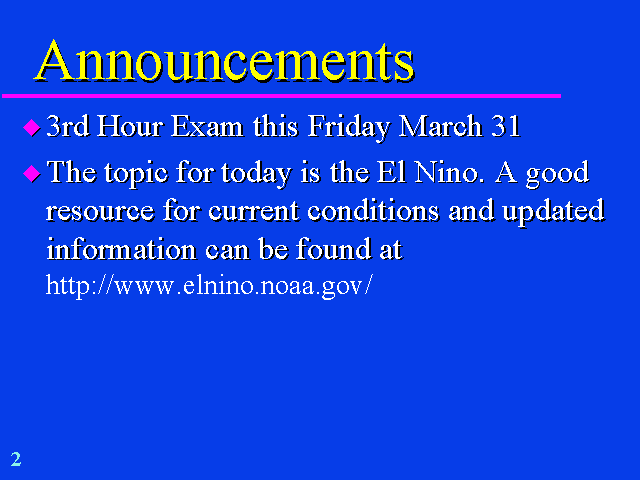 Announcements
3rd Hour Exam this Friday March 31
The topic for today is the El Nino. A good
resource for current conditions and updated
information can be found at
http://www.elnino.noaa.gov/
2